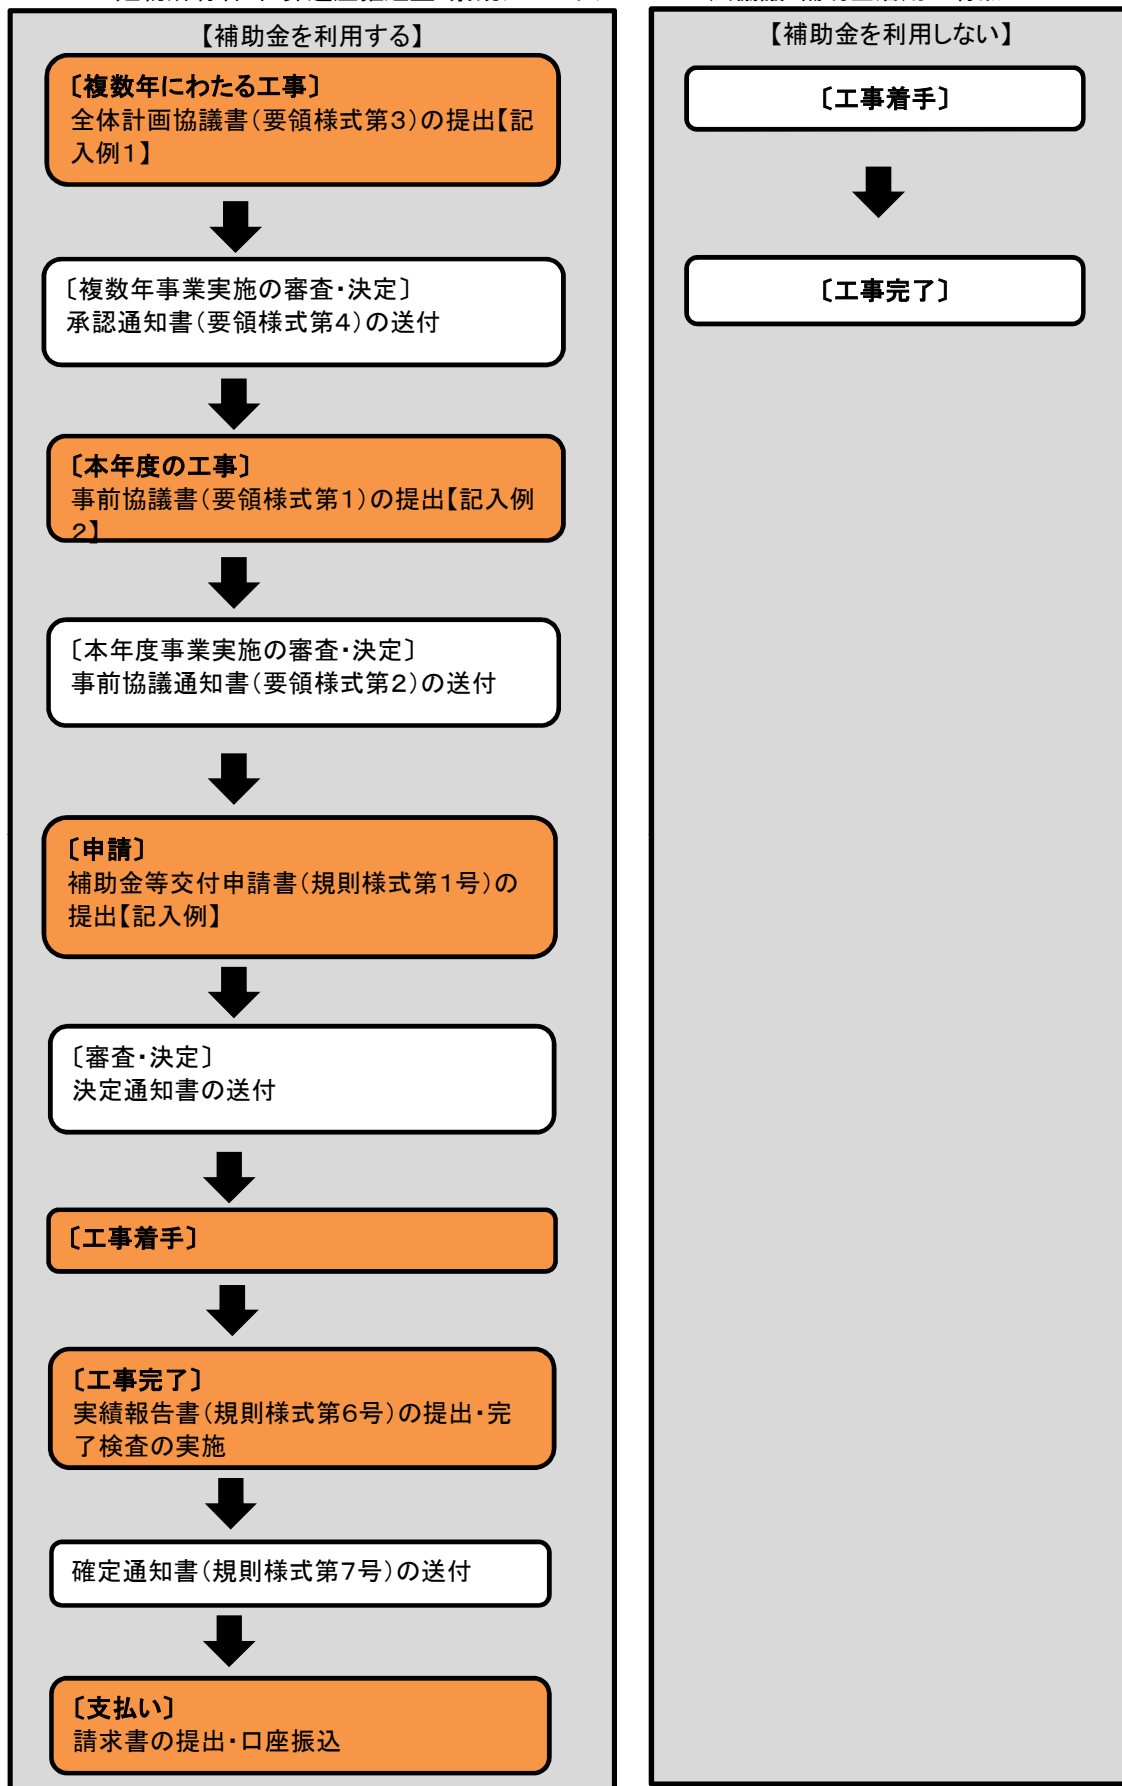 【補助金を利用する】
〔複数年にわたる工事〕
全体計画協議書(要領様式第3)の提出【記
入例1】
〔複数年事業実施の審査・決定〕
承認通知書(要領様式第4)の送付
〔本年度の工事〕
事前協議書(要領様式第1)の提出【記入例
2】
〔本年度事業実施の審査・決定〕
事前協議通知書(要領様式第2)の送付
〔申請〕
補助金等交付申請書(規則様式第1号)の
提出【記入例】
〔審査・決定〕
決定通知書の送付
〔工事着手〕
〔工事完了〕
実績報告書(規則様式第6号)の提出・完
了検査の実施
確定通知書(規則様式第7号)の送付
〔支払い〕
請求書の提出・口座振込
【補助金を利用しない】
〔工事着手〕
〔工事完了〕